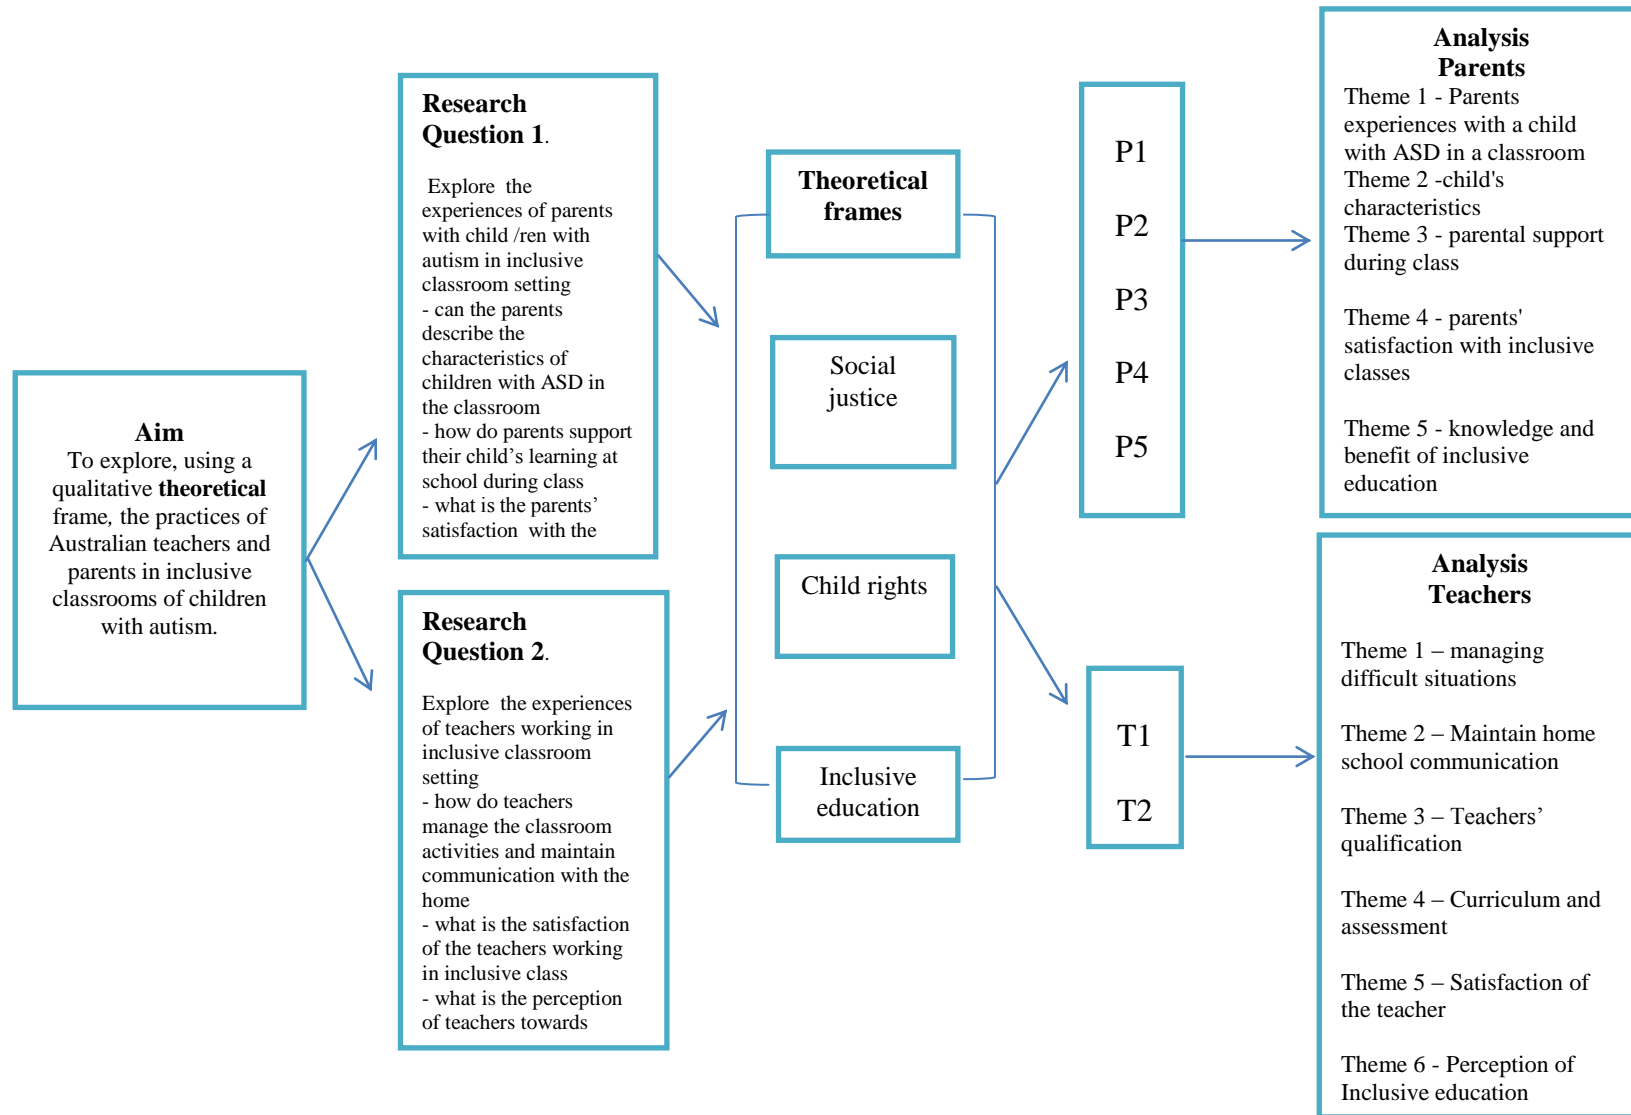 Aim
To explore, using a
qualitative theoretical
frame, the practices of
Australian teachers and
parents in inclusive
classrooms of children
with autism.
Research
Question 1.
Explore the
experiences of parents
with child /ren with
autism in inclusive
classroom setting
- can the parents
describe the
characteristics of
children with ASD in
the classroom
- how do parents support
their child’s learning at
school during class
- what is the parents’
satisfaction with the
Research
Question 2.
Explore the experiences
of teachers working in
inclusive classroom
setting
- how do teachers
manage the classroom
activities and maintain
communication with the
home
- what is the satisfaction
of the teachers working
in inclusive class
- what is the perception
of teachers towards
Theoretical
frames
Social
justice
Child rights
Inclusive
education
P1
P2
P3
P4
P5
T1
T2
Analysis
Parents
Theme 1 - Parents
experiences with a child
with ASD in a classroom
Theme 2 -child's
characteristics
Theme 3 - parental support
during class
Theme 4 - parents'
satisfaction with inclusive
classes
Theme 5 - knowledge and
benefit of inclusive
education
Analysis
Teachers
Theme 1 – managing
difficult situations
Theme 2 – Maintain home
school communication
Theme 3 – Teachers’
qualification
Theme 4 – Curriculum and
assessment
Theme 5 – Satisfaction of
the teacher
Theme 6 - Perception of
Inclusive education